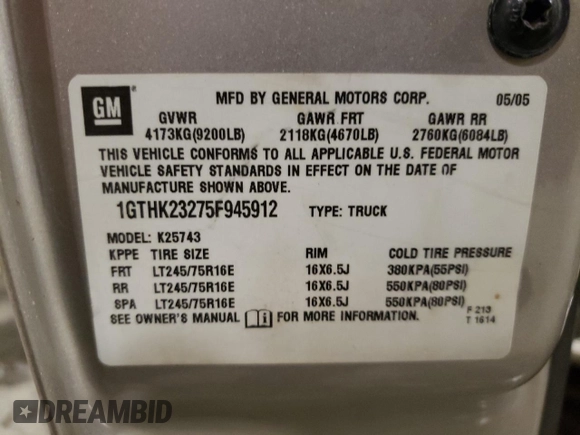 GM
MFD BY GENERAL MOTORS CORP. 05/05
GVWR GAWR FRT GAWR RR
4173KG(9200LB) 2118KG(4670LB) 2760KG(6084LB)
THIS VEHICLE CONFORMS TO ALL APPLICABLE U.S. FEDERAL MOTOR
VEHICLE SAFETY STANDARDS IN EFFECT ON THE DATE OF
MANUFACTURE SHOWN ABOVE.
1GTHK23275F945912 TYPE: TRUCK
MODEL: K25743
KPPE TIRE SIZE RIM COLD TIRE PRESSURE
FRT LT245/75R16E 16X6.5J 380KPA(55PSI)
RR LT245/75R16E 16X6.5J 550KPA(80PSI)
SPA LT245/75R16E 16X6.5J 550KPA(80PSI)
SEE OWNER'S MANUAL FOR MORE INFORMATION.
F 213
T 1614
DREAMBID